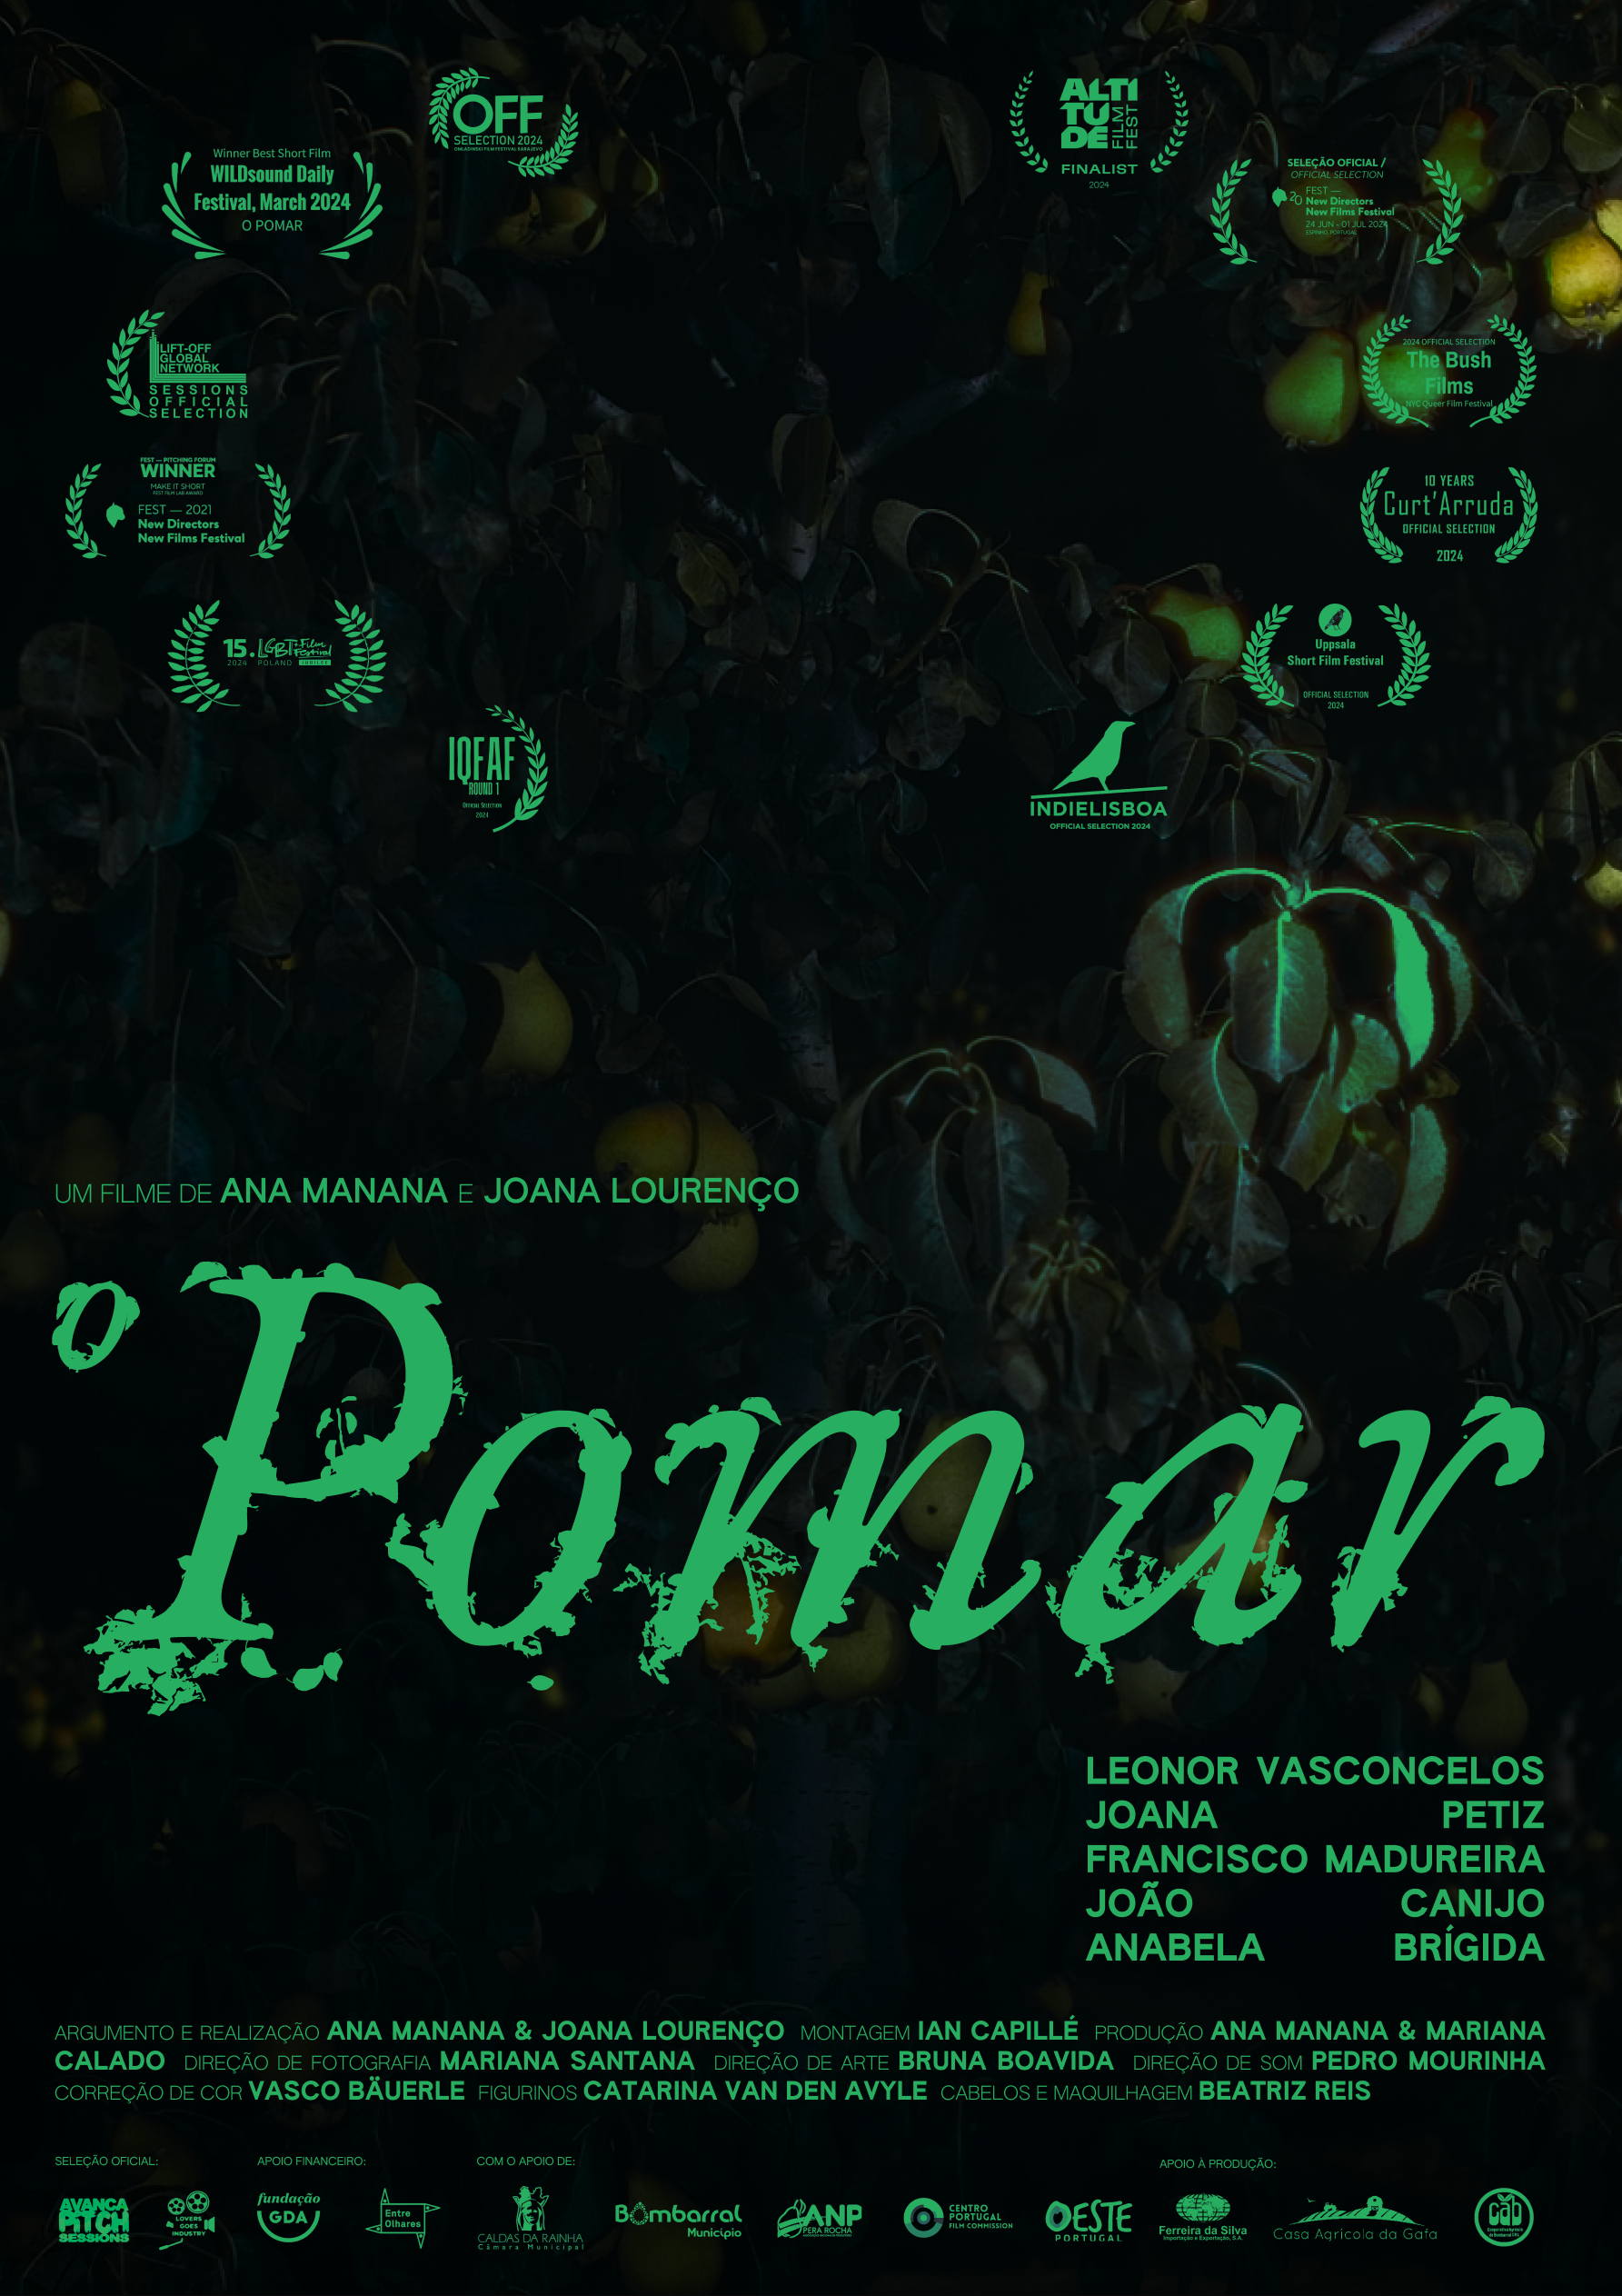 OFF
SELECTION 2024
OMLADINSKI FILM FESTIVAL SARAJEVO
ALTI
TU
DE
FILM
FEST
FINALIST
2024
Winner Best Short Film
WILDsound Daily
Festival, March 2024
O POMAR
SELEÇÃO OFICIAL /
OFFICIAL SELECTION
20
FEST —
New Directors
New Films Festival
24 JUN - 01 JUL 2024
ESPINHO PORTUGAL
LIFT-OFF
GLOBAL
NETWORK
SESSIONS
OFFICIAL
SELECTION
2024 OFFICIAL SELECTION
The Bush
Films
NYC Queer Film Festival
FEST — PITCHING FORUM
WINNER
MAKE IT SHORT
FEST FILM LAB AWARD
FEST — 2021
New Directors
New Films Festival
10 YEARS
Curt'Arruda
OFFICIAL SELECTION
2024
15. LGBT+ Film Festival
2024 POLAND JUBILEE
Uppsala
Short Film Festival
OFFICIAL SELECTION
2024
IQFAF
ROUND 1
Official Selection
INDIELISBOA
OFFICIAL SELECTION 2024
UM FILME DE ANA MANANA E JOANA LOURENÇO
O Pomar
LEONOR VASCONCELOS
JOANA PETIZ
FRANCISCO MADUREIRA
JOÃO CANIJO
ANABELA BRÍGIDA
ARGUMENTO E REALIZAÇÃO ANA MANANA & JOANA LOURENÇO MONTAGEM IAN CAPILLÉ PRODUÇÃO ANA MANANA & MARIANA
CALADO DIREÇÃO DE FOTOGRAFIA MARIANA SANTANA DIREÇÃO DE ARTE BRUNA BOAVIDA DIREÇÃO DE SOM PEDRO MOURINHA
CORREÇÃO DE COR VASCO BÄUERLE FIGURINOS CATARINA VAN DEN AVYLE CABELOS E MAQUILHAGEM BEATRIZ REIS
SELEÇÃO OFICIAL:
APOIO FINANCEIRO:
COM O APOIO DE:
APOIO À PRODUÇÃO:
AVANCA
PITCH
SESSIONS
LOVERS
GOES
INDUSTRY
fundação
GDA
Entre
Olhares
CALDAS DA RAINHA
Câmara Municipal
Bombarral
Município
ANP
PERA ROCHA
CENTRO
PORTUGAL
FILM COMMISSION
OESTE
PORTUGAL
Ferreira da Silva
Importação e Exportação, S.A.
Casa Agrícola da Gafa
cab